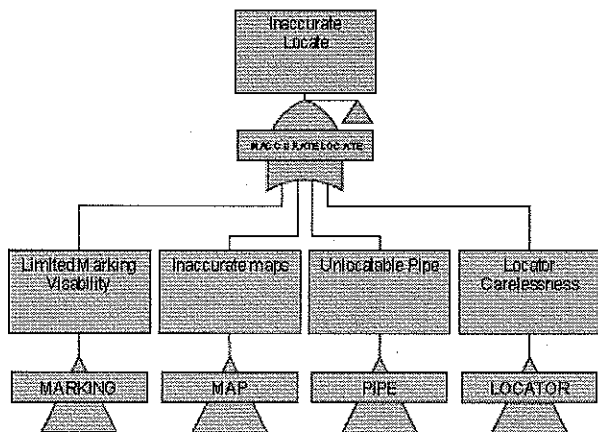 Inaccurate
Locate
INACCURATE LOCATE
Limited Marking
Visability
Inaccurate maps
Unlocatable Pipe
Locator
Carelessness
MARKING
MAP
PIPE
LOCATOR